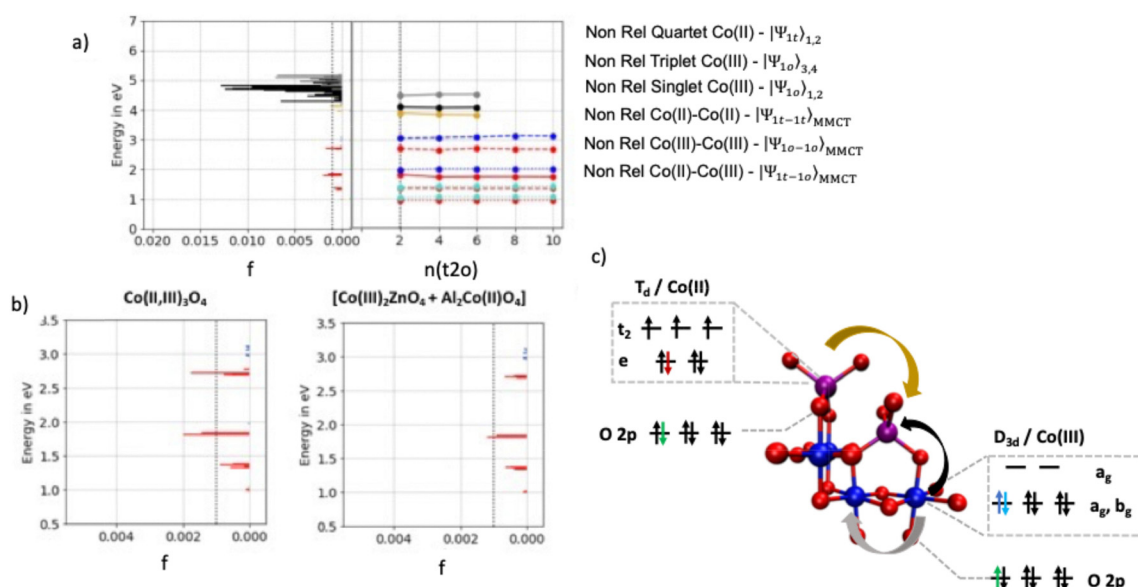 a)
7
6
5
4
3
2
1
0
Energy in eV
0.020 0.015 0.010 0.005 0.000
f
2 4 6 8 10
n(t2o)
Non Rel Quartet Co(II) - |Ψ1t⟩1,2
Non Rel Triplet Co(III) - |Ψ1o⟩3,4
Non Rel Singlet Co(III) - |Ψ1o⟩1,2
Non Rel Co(II)-Co(II) - |Ψ1t−1t⟩MMCT
Non Rel Co(III)-Co(III) - |Ψ1o−1o⟩MMCT
Non Rel Co(II)-Co(III) - |Ψ1t−1o⟩MMCT
b)
Co(II,III)3O4
3.5
3.0
2.5
2.0
1.5
1.0
0.5
Energy in eV
0.004 0.002 0.000
f
[Co(III)2ZnO4 + Al2Co(II)O4]
3.5
3.0
2.5
2.0
1.5
1.0
0.5
Energy in eV
0.004 0.002 0.000
f
c)
Td / Co(II)
t2
e
O 2p
D3d / Co(III)
ag
ag, bg
O 2p